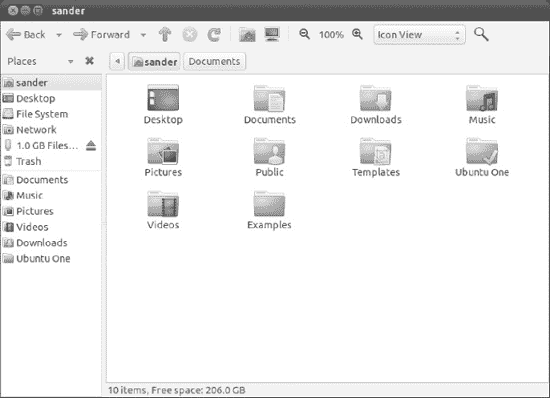 sander
Back Forward 100% Icon View
Places sander Documents
sander
Desktop
File System
Network
1.0 GB Files...
Trash
Documents
Music
Pictures
Videos
Downloads
Ubuntu One
Desktop Documents Downloads Music
Pictures Public Templates Ubuntu One
Videos Examples
10 items, Free space: 206.0 GB